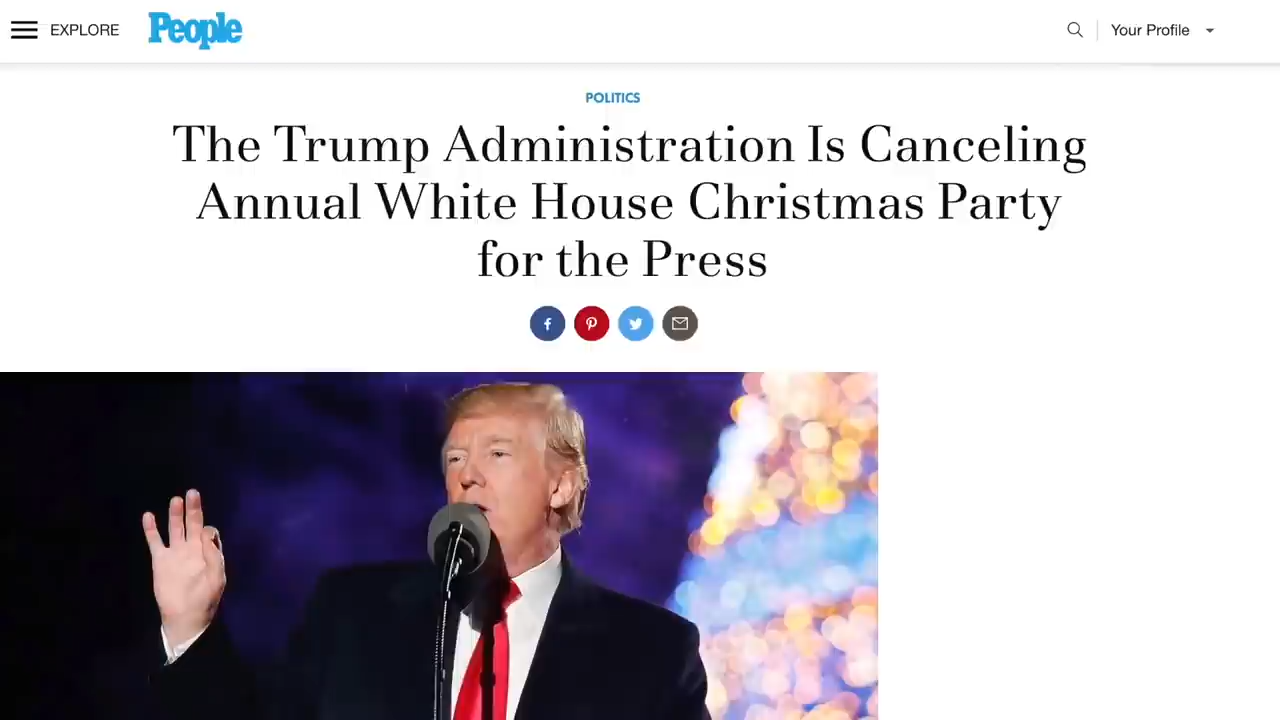 EXPLORE People Your Profile
POLITICS
The Trump Administration Is Canceling
Annual White House Christmas Party
for the Press